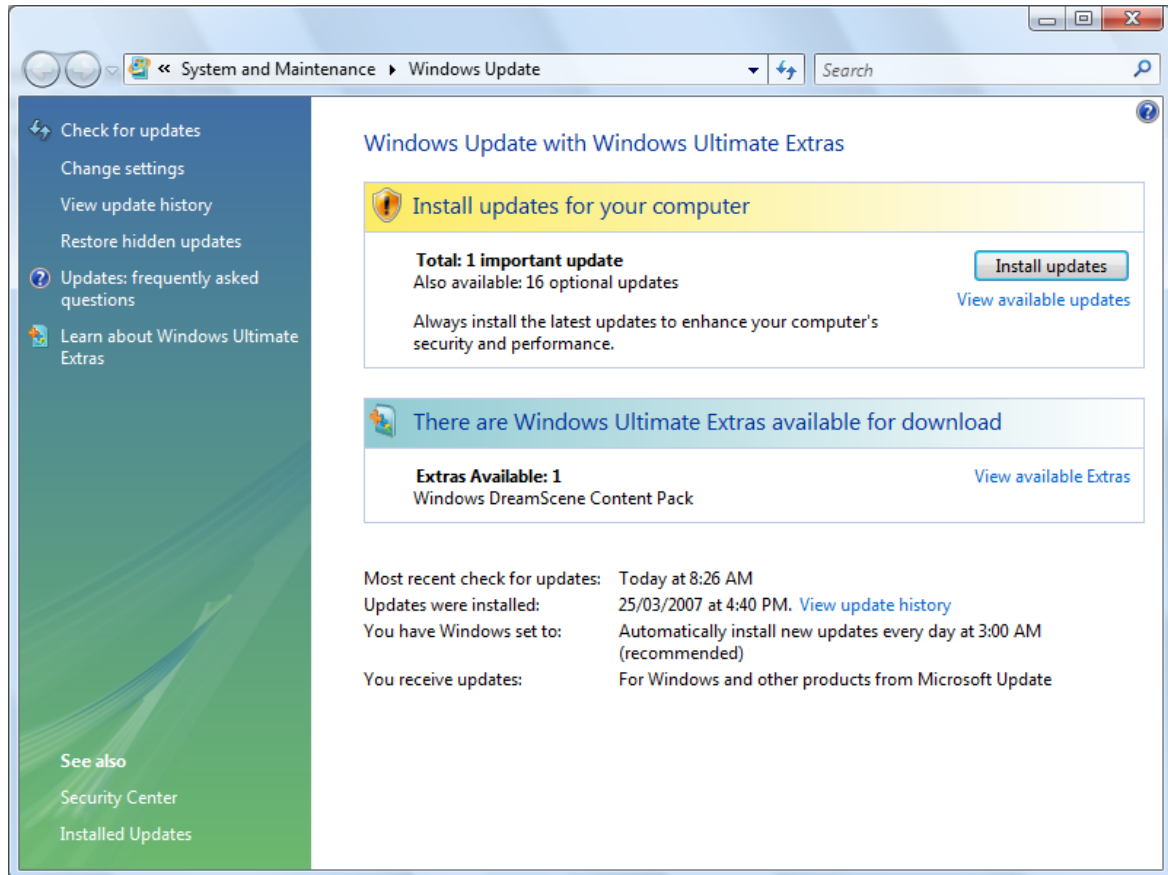 « System and Maintenance ▸ Windows Update
Search
Check for updates
Change settings
View update history
Restore hidden updates
Updates: frequently asked
questions
Learn about Windows Ultimate
Extras
See also
Security Center
Installed Updates
Windows Update with Windows Ultimate Extras
Install updates for your computer
Total: 1 important update
Also available: 16 optional updates
Install updates
View available updates
Always install the latest updates to enhance your computer's
security and performance.
There are Windows Ultimate Extras available for download
Extras Available: 1
View available Extras
Windows DreamScene Content Pack
Most recent check for updates: Today at 8:26 AM
Updates were installed: 25/03/2007 at 4:40 PM. View update history
You have Windows set to: Automatically install new updates every day at 3:00 AM
(recommended)
You receive updates: For Windows and other products from Microsoft Update